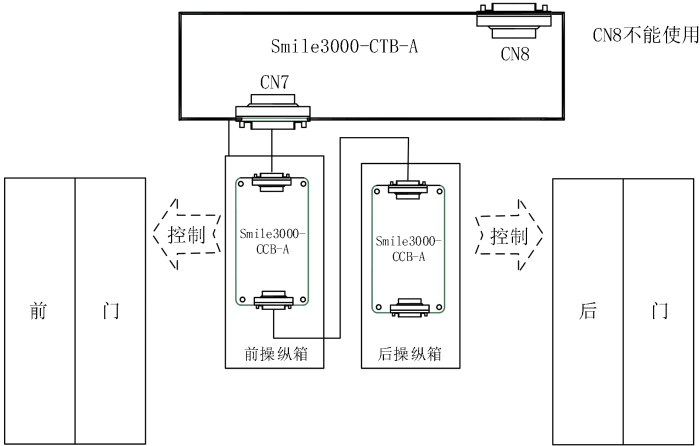 Smile3000-CTB-A
CN8不能使用
CN8
CN7
控制
Smile3000-
CCB-A
Smile3000-
CCB-A
控制
前 门
后 门
前操纵箱
后操纵箱